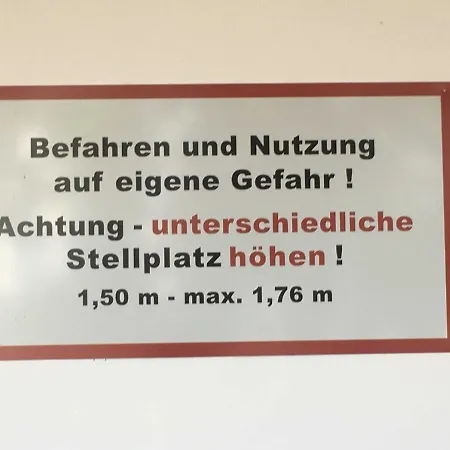 Befahren und Nutzung
auf eigene Gefahr !
Achtung - unterschiedliche
Stellplatz höhen !
1,50 m - max. 1,76 m